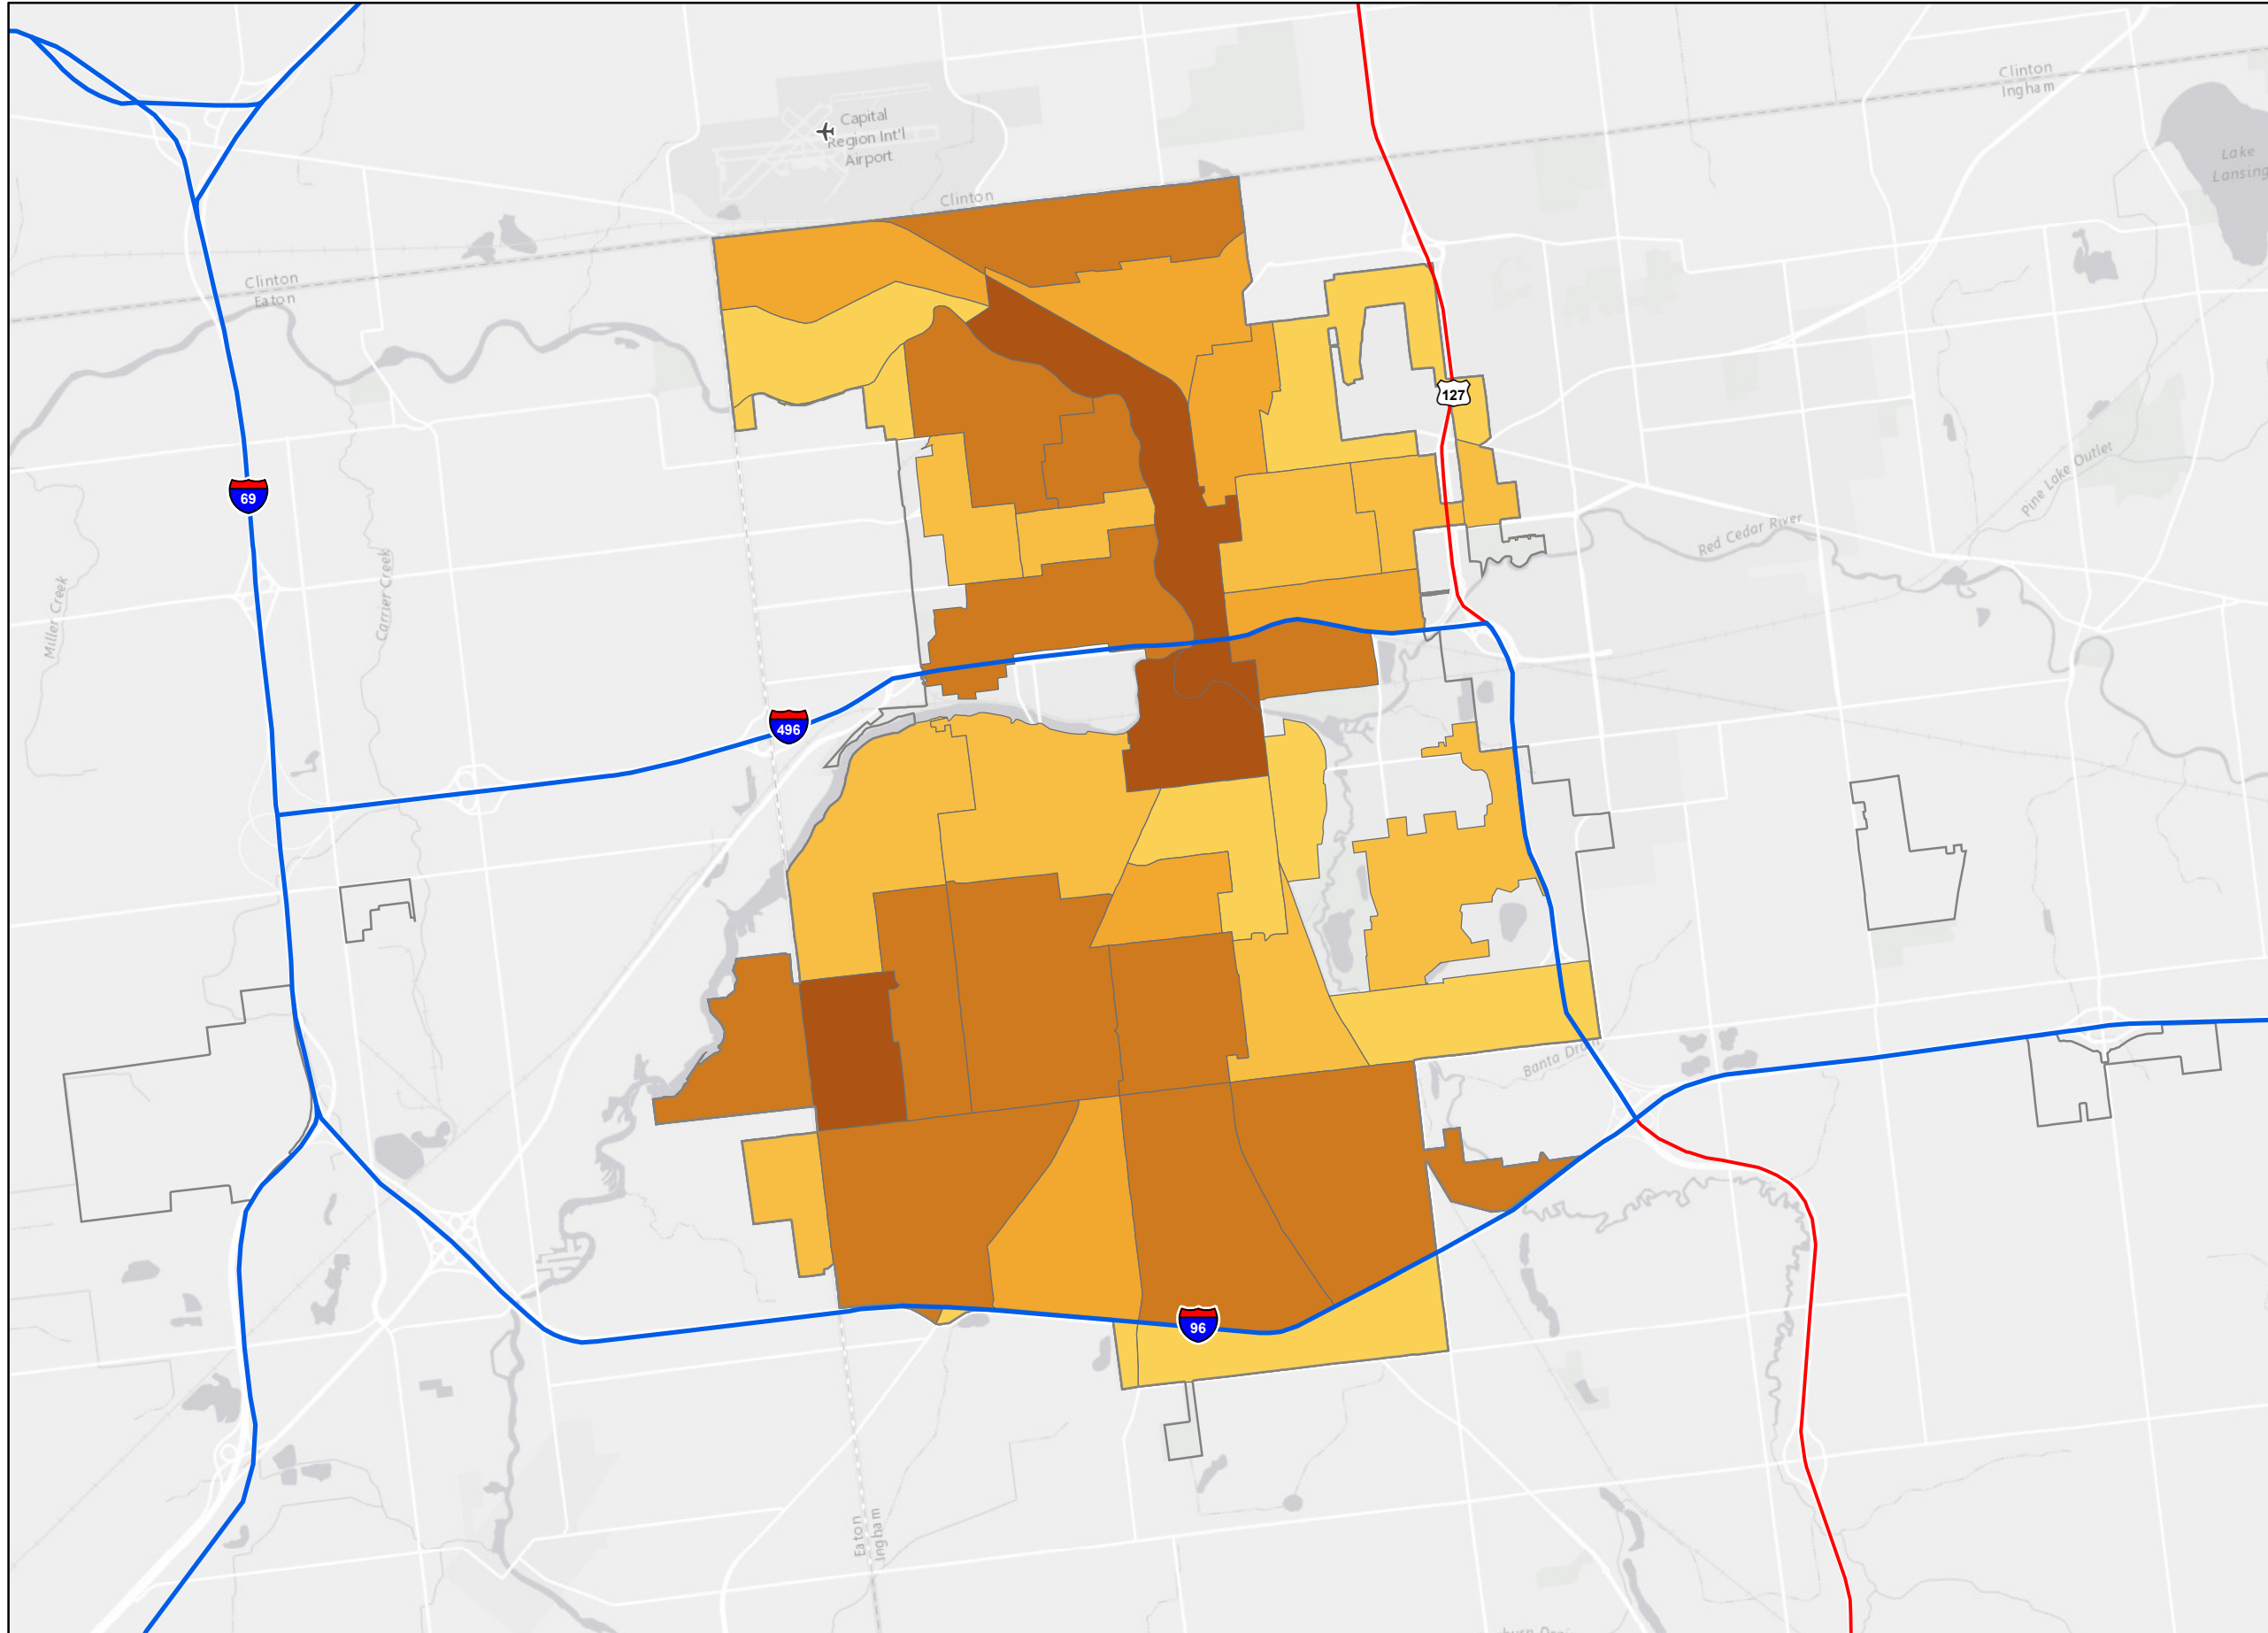 Clinton
Ingham
Capital
Region Int'l
Airport
Lake
Lansing
Clinton
Clinton
Eaton
127
Pine Lake Outlet
69
Red Cedar River
Miller Creek
Carrier Creek
496
Banta Drain
96
Eaton
Ingham